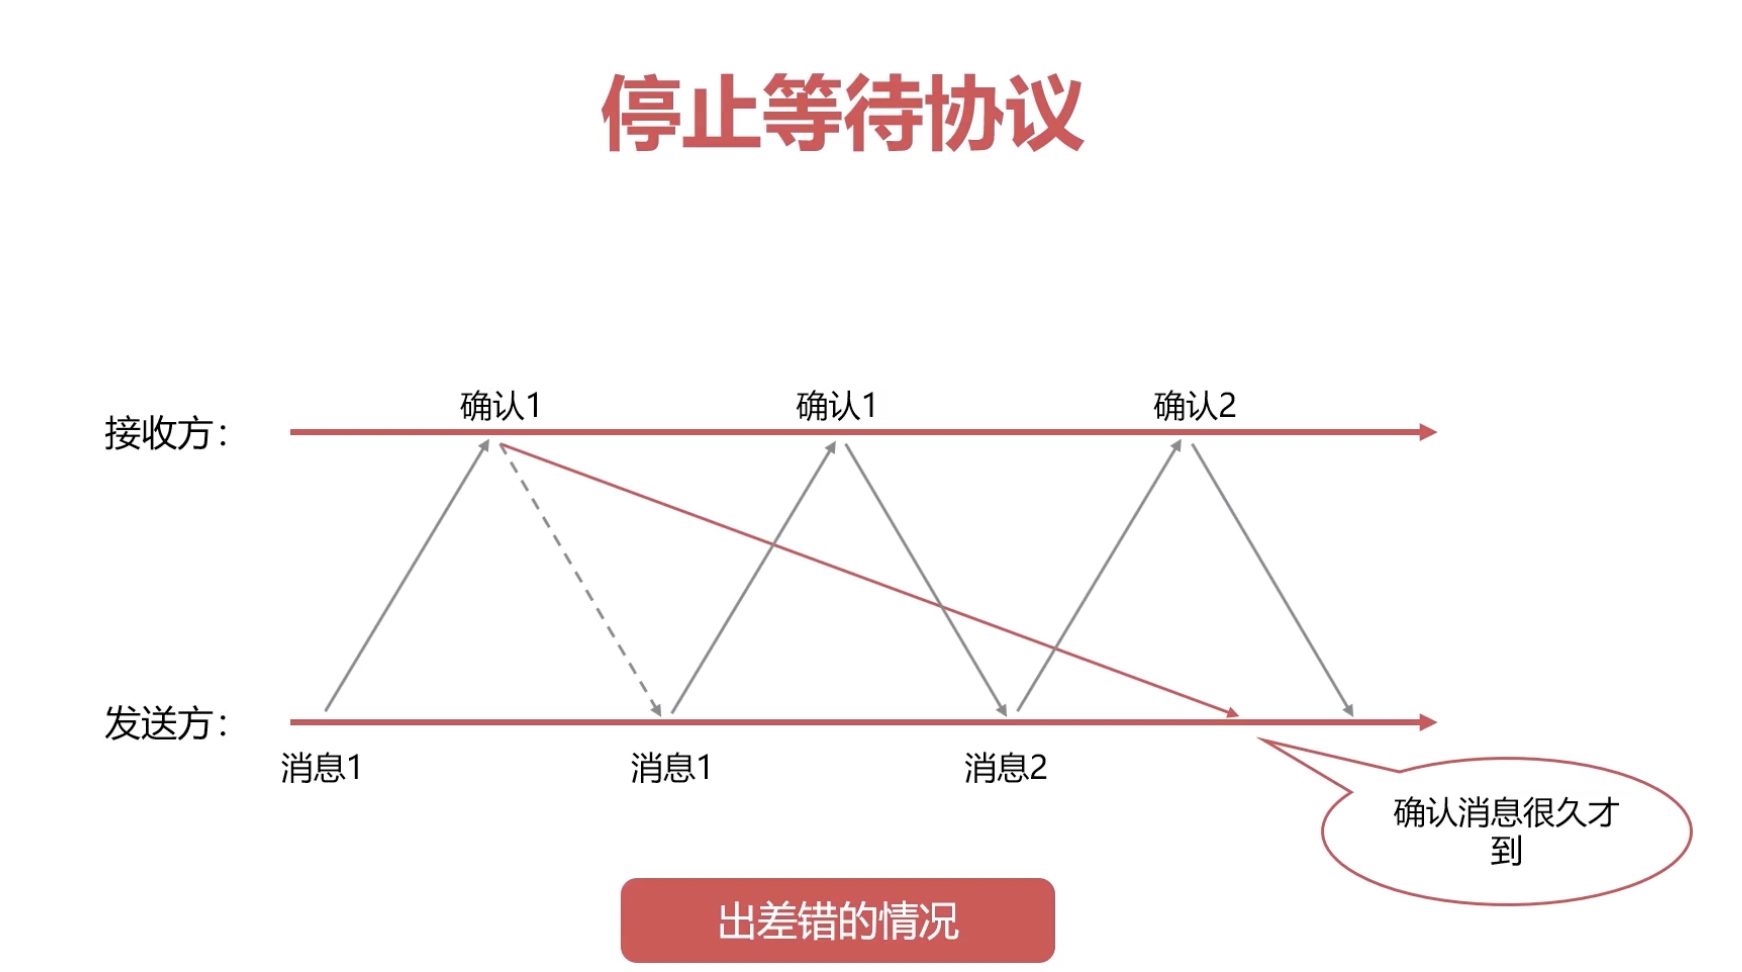 停止等待协议
确认1
确认1
确认2
接收方：
发送方：
消息1
消息1
消息2
确认消息很久才
到
出差错的情况